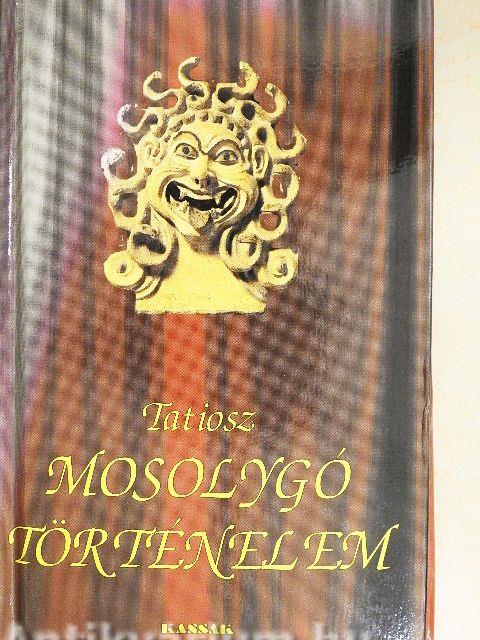 Tatiosz
MOSOLYGÓ
TÖRTÉNELEM
KASSÁK